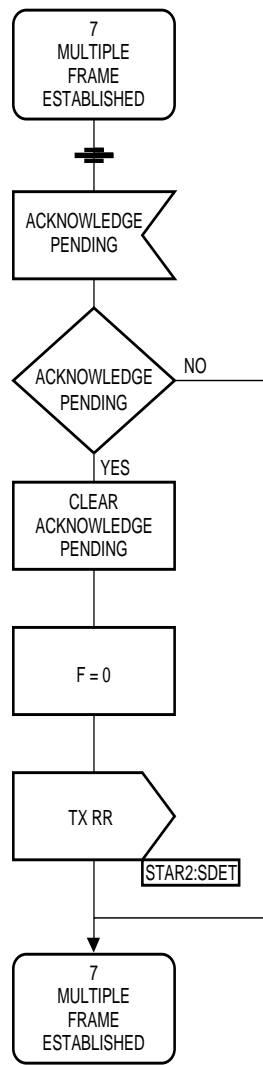 7
MULTIPLE
FRAME
ESTABLISHED
ACKNOWLEDGE
PENDING
ACKNOWLEDGE
PENDING
NO
YES
CLEAR
ACKNOWLEDGE
PENDING
F = 0
TX RR
STAR2:SDET
7
MULTIPLE
FRAME
ESTABLISHED